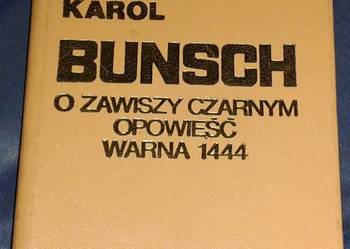 KAROL
BUNSCH
O ZAWISZY CZARNYM
OPOWIEŚĆ
WARNA 1444